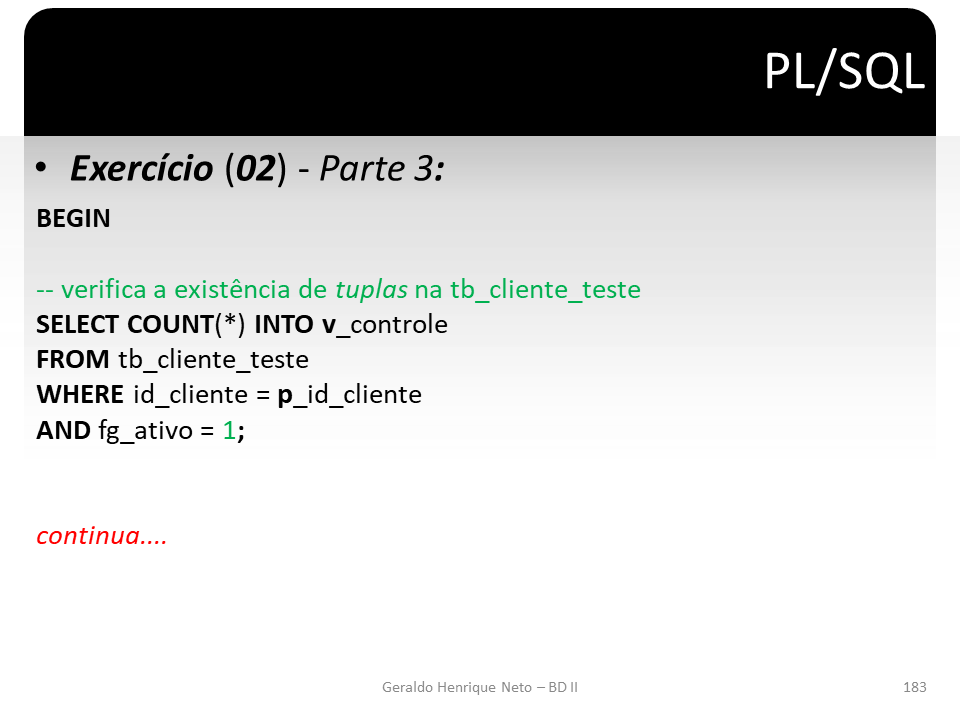 PL/SQL
• Exercício (02) - Parte 3:
BEGIN
-- verifica a existência de tuplas na tb_cliente_teste
SELECT COUNT(*) INTO v_controle
FROM tb_cliente_teste
WHERE id_cliente = p_id_cliente
AND fg_ativo = 1;
continua....
Geraldo Henrique Neto – BD II
183